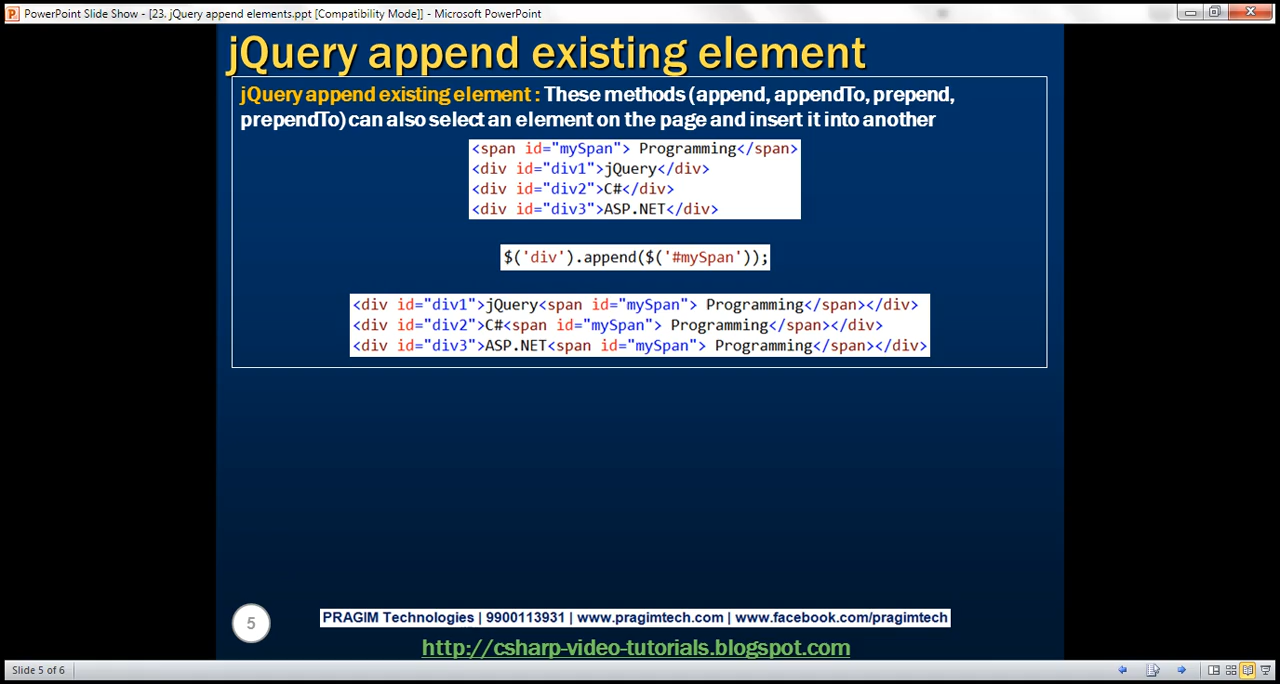 PowerPoint Slide Show - [23. jQuery append elements.ppt [Compatibility Mode]] - Microsoft PowerPoint
jQuery append existing element
jQuery append existing element : These methods (append, appendTo, prepend,
prependTo) can also select an element on the page and insert it into another
<span id="mySpan"> Programming</span>
<div id="div1">jQuery</div>
<div id="div2">C#</div>
<div id="div3">ASP.NET</div>
$('div').append($('#mySpan'));
<div id="div1">jQuery<span id="mySpan"> Programming</span></div>
<div id="div2">C#<span id="mySpan"> Programming</span></div>
<div id="div3">ASP.NET<span id="mySpan"> Programming</span></div>
5
PRAGIM Technologies | 9900113931 | www.pragimtech.com | www.facebook.com/pragimtech
http://csharp-video-tutorials.blogspot.com
Slide 5 of 6